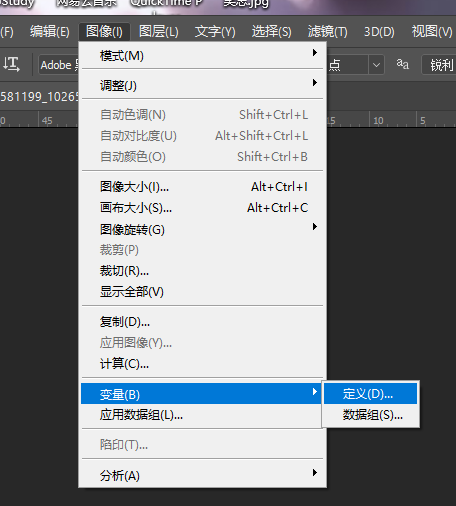 Study 网易云音乐 QuickTime P 吴恙.jpg
(F) 编辑(E) 图像(I) 图层(L) 文字(Y) 选择(S) 滤镜(T) 3D(D) 视图(V)
T Adobe 点 aa 锐利
581199_10265
45 15 10 5
模式(M)
调整(J)
自动色调(N) Shift+Ctrl+L
自动对比度(U) Alt+Shift+Ctrl+L
自动颜色(O) Shift+Ctrl+B
图像大小(I)... Alt+Ctrl+I
画布大小(S)... Alt+Ctrl+C
图像旋转(G)
裁剪(P)
裁切(R)...
显示全部(V)
复制(D)...
应用图像(Y)...
计算(C)...
变量(B) 定义(D)...
应用数据组(L)... 数据组(S)...
陷印(T)...
分析(A)